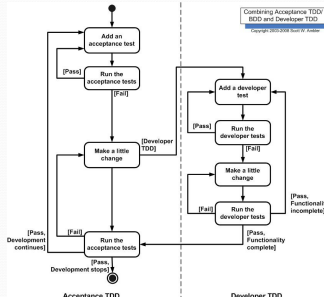 Combining Acceptance TDD/
BDD and Developer TDD
Copyright 2003-2008 Scott W. Ambler
Add an
acceptance test
[Pass]
Run the
acceptance tests
[Fail]
Add a developer
test
[Pass]
Run the
developer tests
[Fail]
[Developer
TDD]
Make a little
change
Make a little
change
[Fail]
Run the
developer tests
[Pass,
Functionality
incomplete]
[Pass,
Functionality
complete]
[Pass,
Development
continues]
[Fail]
Run the
acceptance tests
[Pass,
Development stops]
Acceptance TDD
Developer TDD